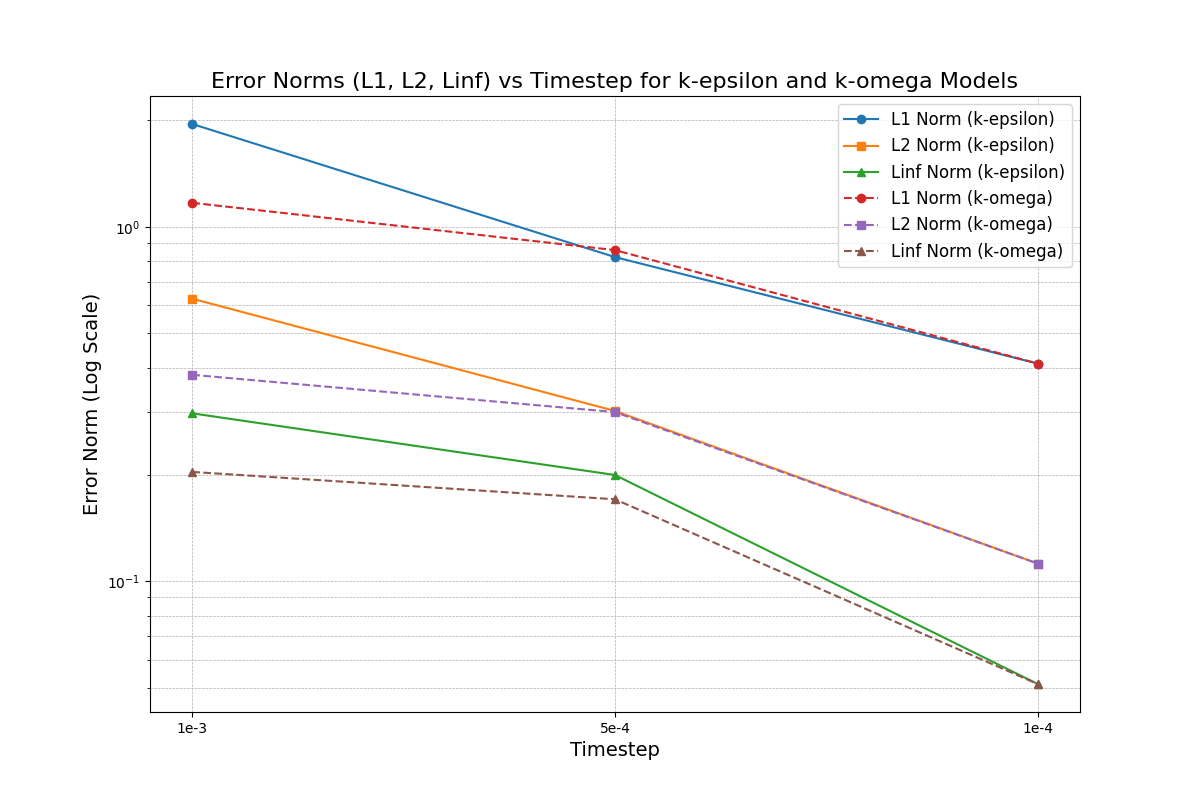 Error Norms (L1, L2, Linf) vs Timestep for k-epsilon and k-omega Models
L1 Norm (k-epsilon)
L2 Norm (k-epsilon)
Linf Norm (k-epsilon)
L1 Norm (k-omega)
L2 Norm (k-omega)
Linf Norm (k-omega)
Error Norm (Log Scale)
10⁰
10⁻¹
1e-3
5e-4
1e-4
Timestep